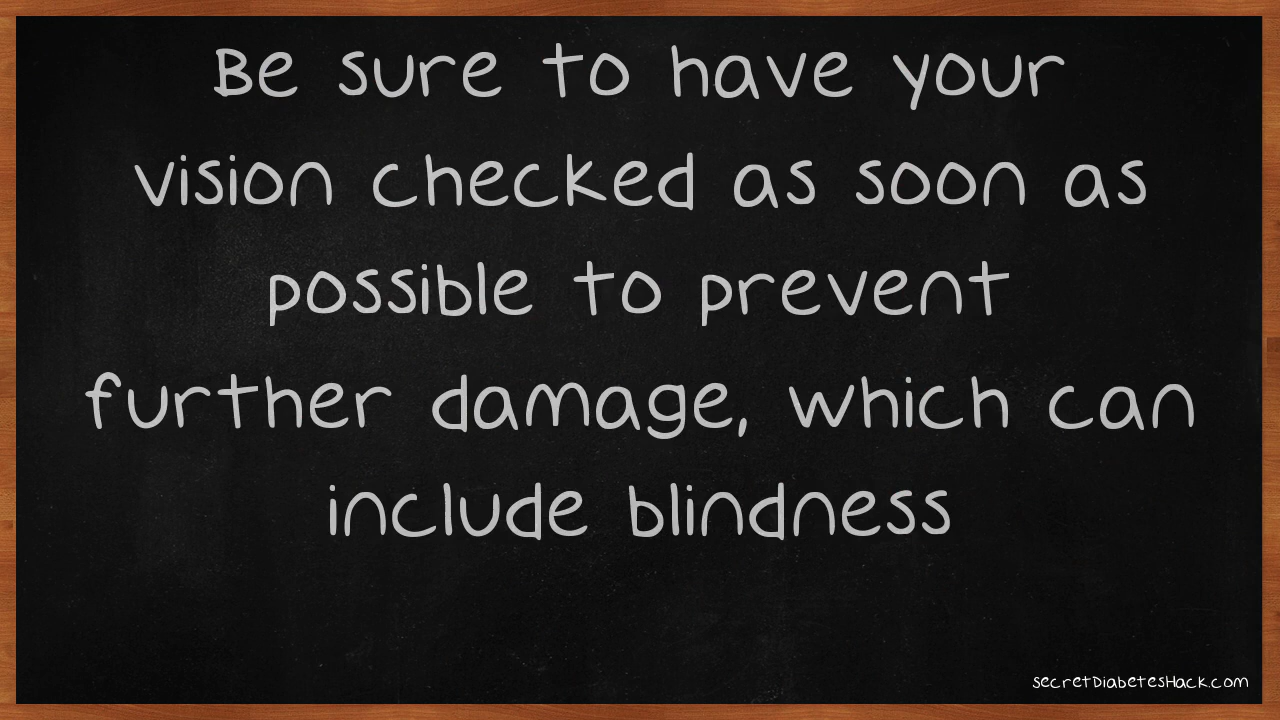 Be sure to have your
vision checked as soon as
possible to prevent
further damage, which can
include blindness
secretDiabetesHack.com